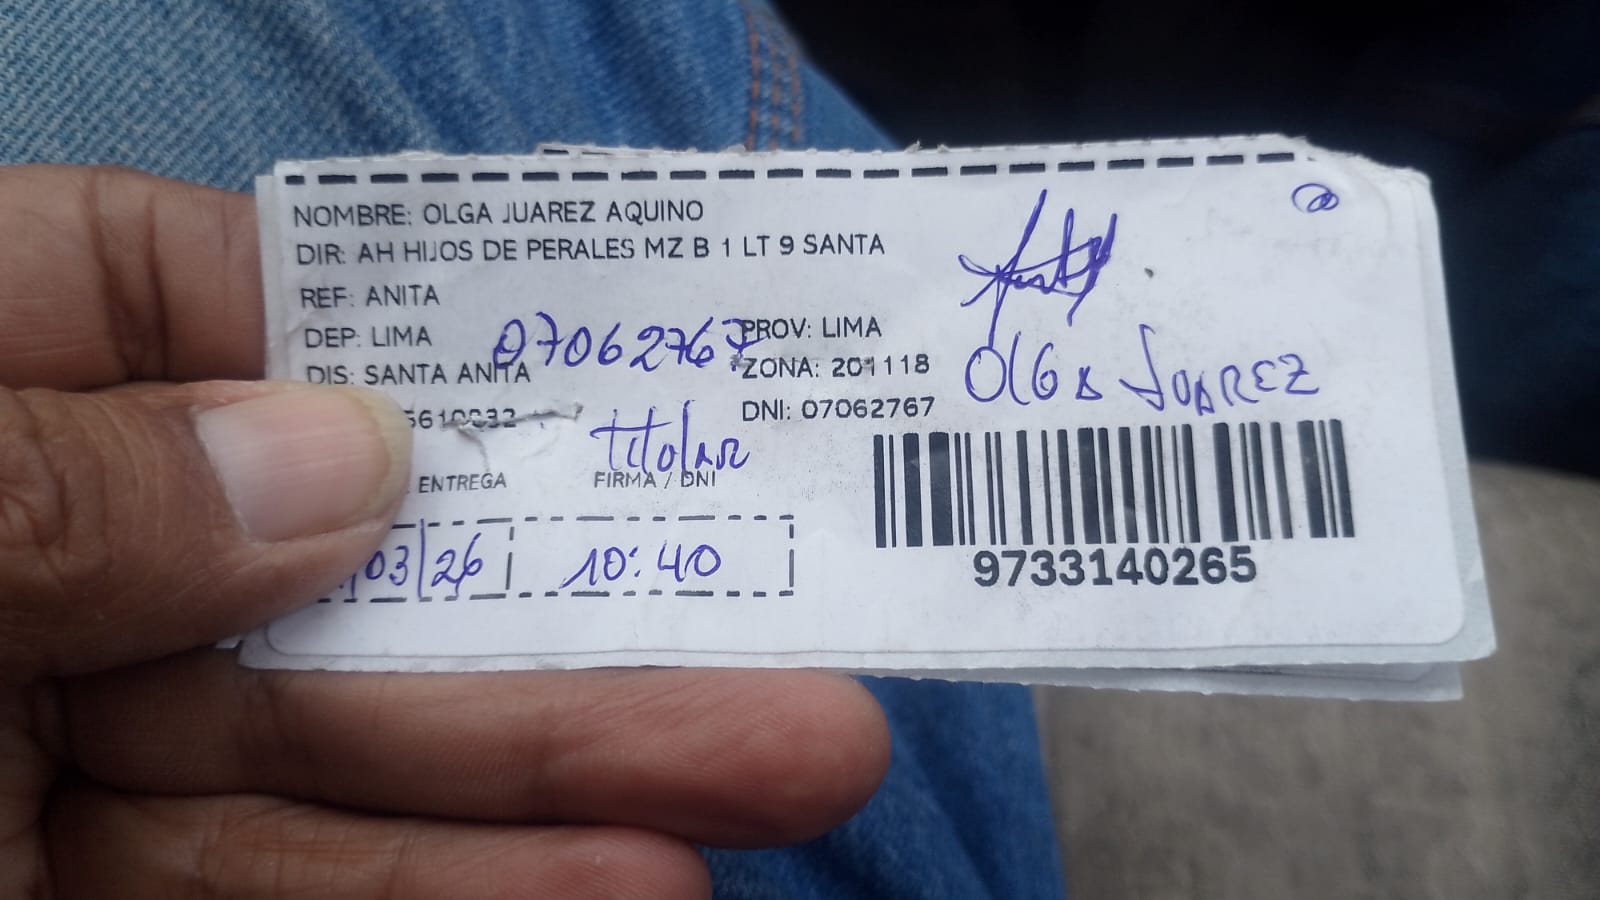 NOMBRE: OLGA JUAREZ AQUINO
DIR: AH HIJOS DE PERALES MZ B 1 LT 9 SANTA
REF: ANITA
DEP: LIMA 07062767 PROV: LIMA
DIS: SANTA ANITA ZONA: 201118
DNI: 07062767
OLGA JUAREZ
titolar
ENTREGA FIRMA / DNI
03/26 10:40
9733140265